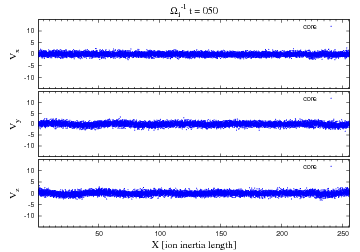 Ω_i^-1 t = 050
core
V_x
10
5
0
-5
-10
core
V_y
10
5
0
-5
-10
core
V_z
10
5
0
-5
-10
50 100 150 200 250
X [ion inertia length]